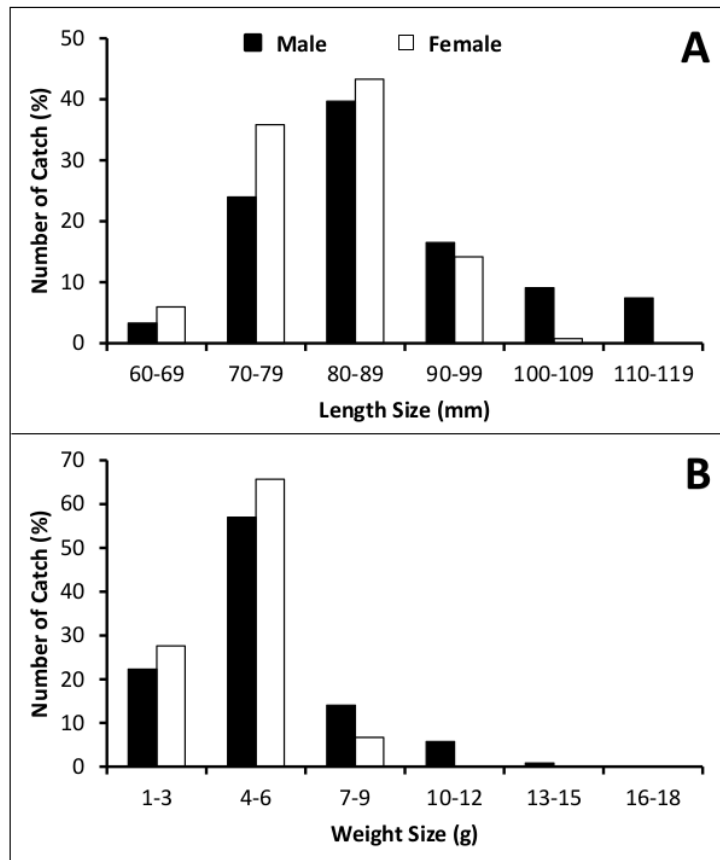 A
Male Female
Number of Catch (%)
50
40
30
20
10
0
60-69 70-79 80-89 90-99 100-109 110-119
Length Size (mm)
B
Number of Catch (%)
70
60
50
40
30
20
10
0
1-3 4-6 7-9 10-12 13-15 16-18
Weight Size (g)